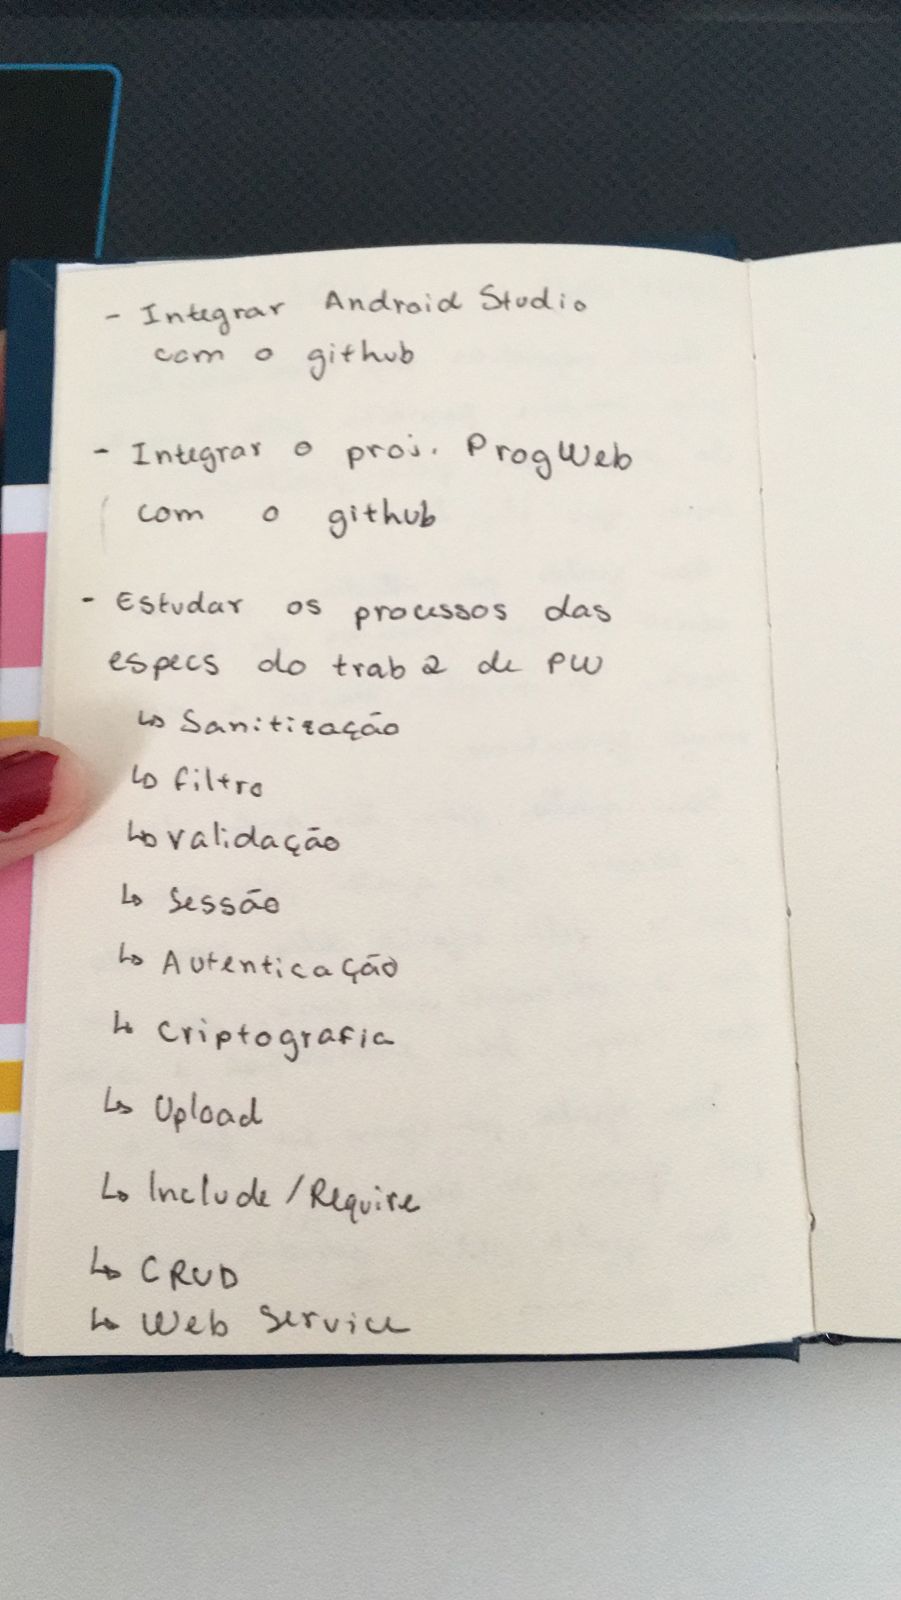 - Integrar Android Studio
com o github
- Integrar o proj. ProgWeb
com o github
- Estudar os processos das
especs do trab 2 de PW
↳ Sanitização
↳ filtro
↳ validação
↳ Sessão
↳ Autenticação
↳ criptografia
↳ Upload
↳ Include/Require
↳ CRUD
↳ Web Service